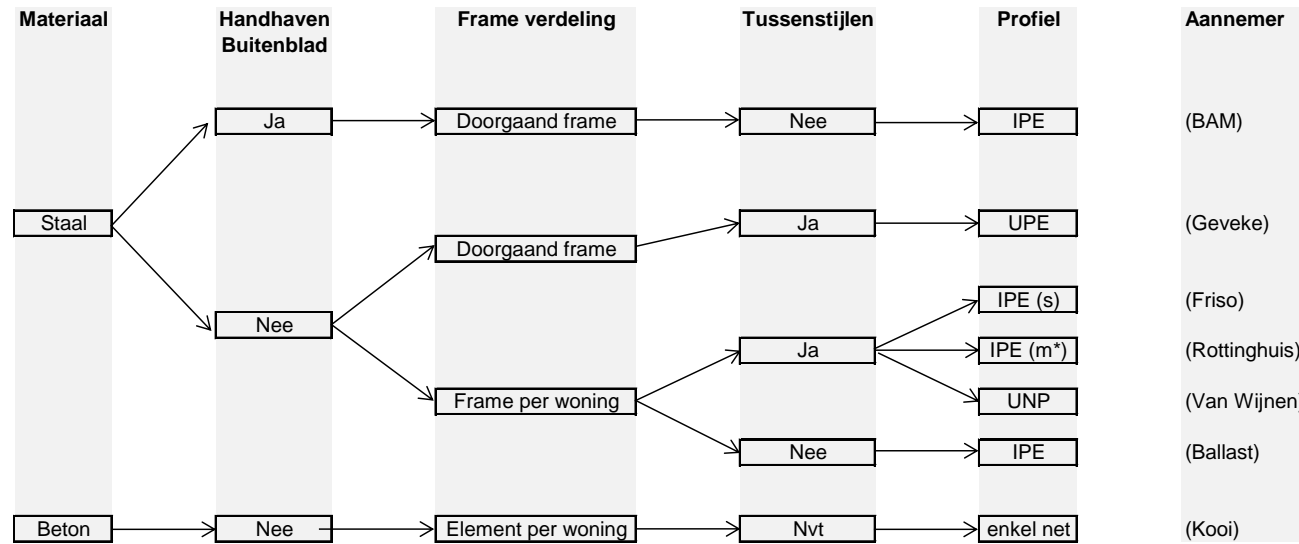 Materiaal
Handhaven
Buitenblad
Frame verdeling
Tussenstijlen
Profiel
Aannemer
Ja
Doorgaand frame
Nee
IPE
(BAM)
Staal
Ja
UPE
(Geveke)
Doorgaand frame
IPE (s)
(Friso)
Nee
Ja
IPE (m*)
(Rottinghuis)
Frame per woning
UNP
(Van Wijnen)
Nee
IPE
(Ballast)
Beton
Nee
Element per woning
Nvt
enkel net
(Kooi)